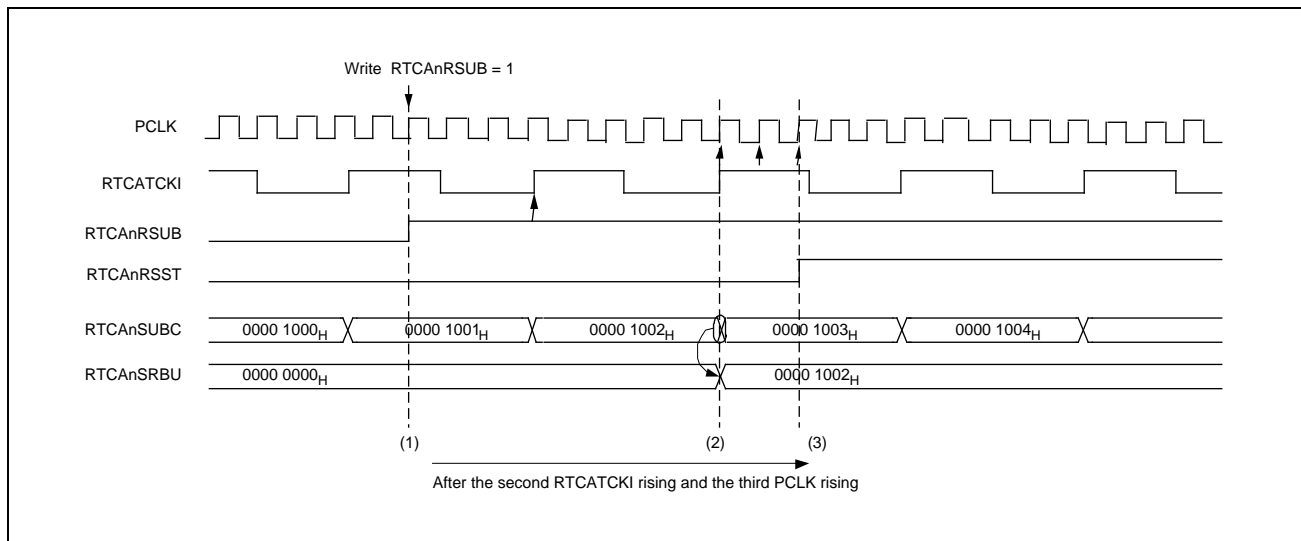 Write RTCAnRSUB = 1
PCLK
RTCATCKI
RTCAnRSUB
RTCAnRSST
RTCAnSUBC 0000 1000H 0000 1001H 0000 1002H 0000 1003H 0000 1004H
RTCAnSRBU 0000 0000H 0000 1002H
(1) (2) (3)
After the second RTCATCKI rising and the third PCLK rising